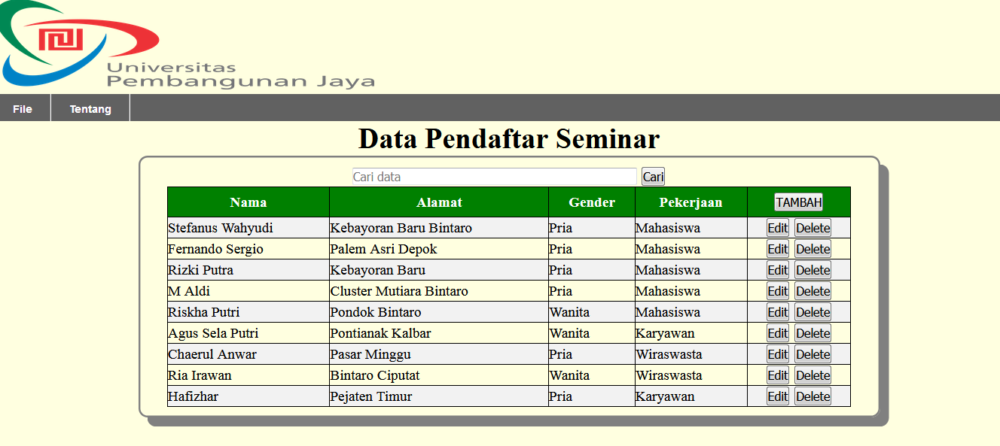 Universitas
Pembangunan Jaya
File Tentang
Data Pendaftar Seminar
Cari data Cari
Nama Alamat Gender Pekerjaan TAMBAH
Stefanus Wahyudi Kebayoran Baru Bintaro Pria Mahasiswa Edit Delete
Fernando Sergio Palem Asri Depok Pria Mahasiswa Edit Delete
Rizki Putra Kebayoran Baru Pria Mahasiswa Edit Delete
M Aldi Cluster Mutiara Bintaro Pria Mahasiswa Edit Delete
Riskha Putri Pondok Bintaro Wanita Mahasiswa Edit Delete
Agus Sela Putri Pontianak Kalbar Wanita Karyawan Edit Delete
Chaerul Anwar Pasar Minggu Pria Wiraswasta Edit Delete
Ria Irawan Bintaro Ciputat Wanita Wiraswasta Edit Delete
Hafizhar Pejaten Timur Pria Karyawan Edit Delete